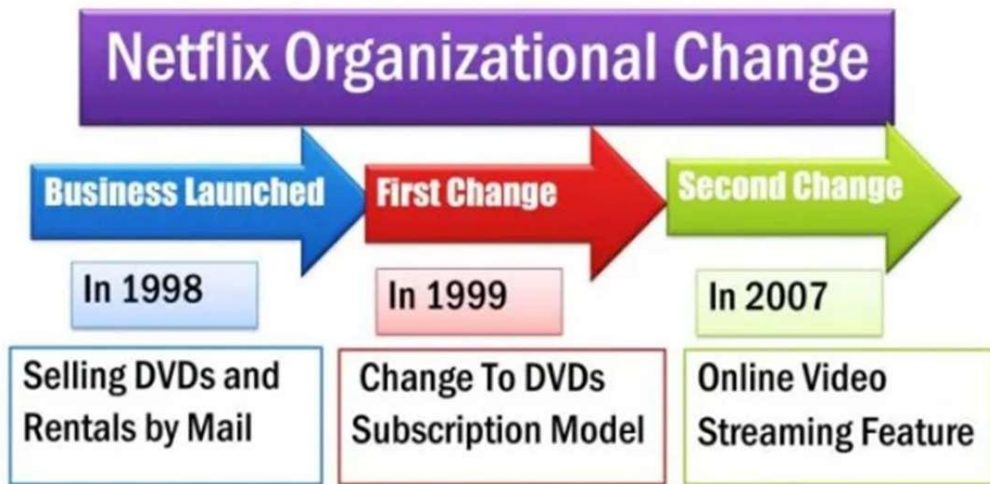 Netflix Organizational Change
Business Launched
First Change
Second Change
In 1998
In 1999
In 2007
Selling DVDs and
Rentals by Mail
Change To DVDs
Subscription Model
Online Video
Streaming Feature